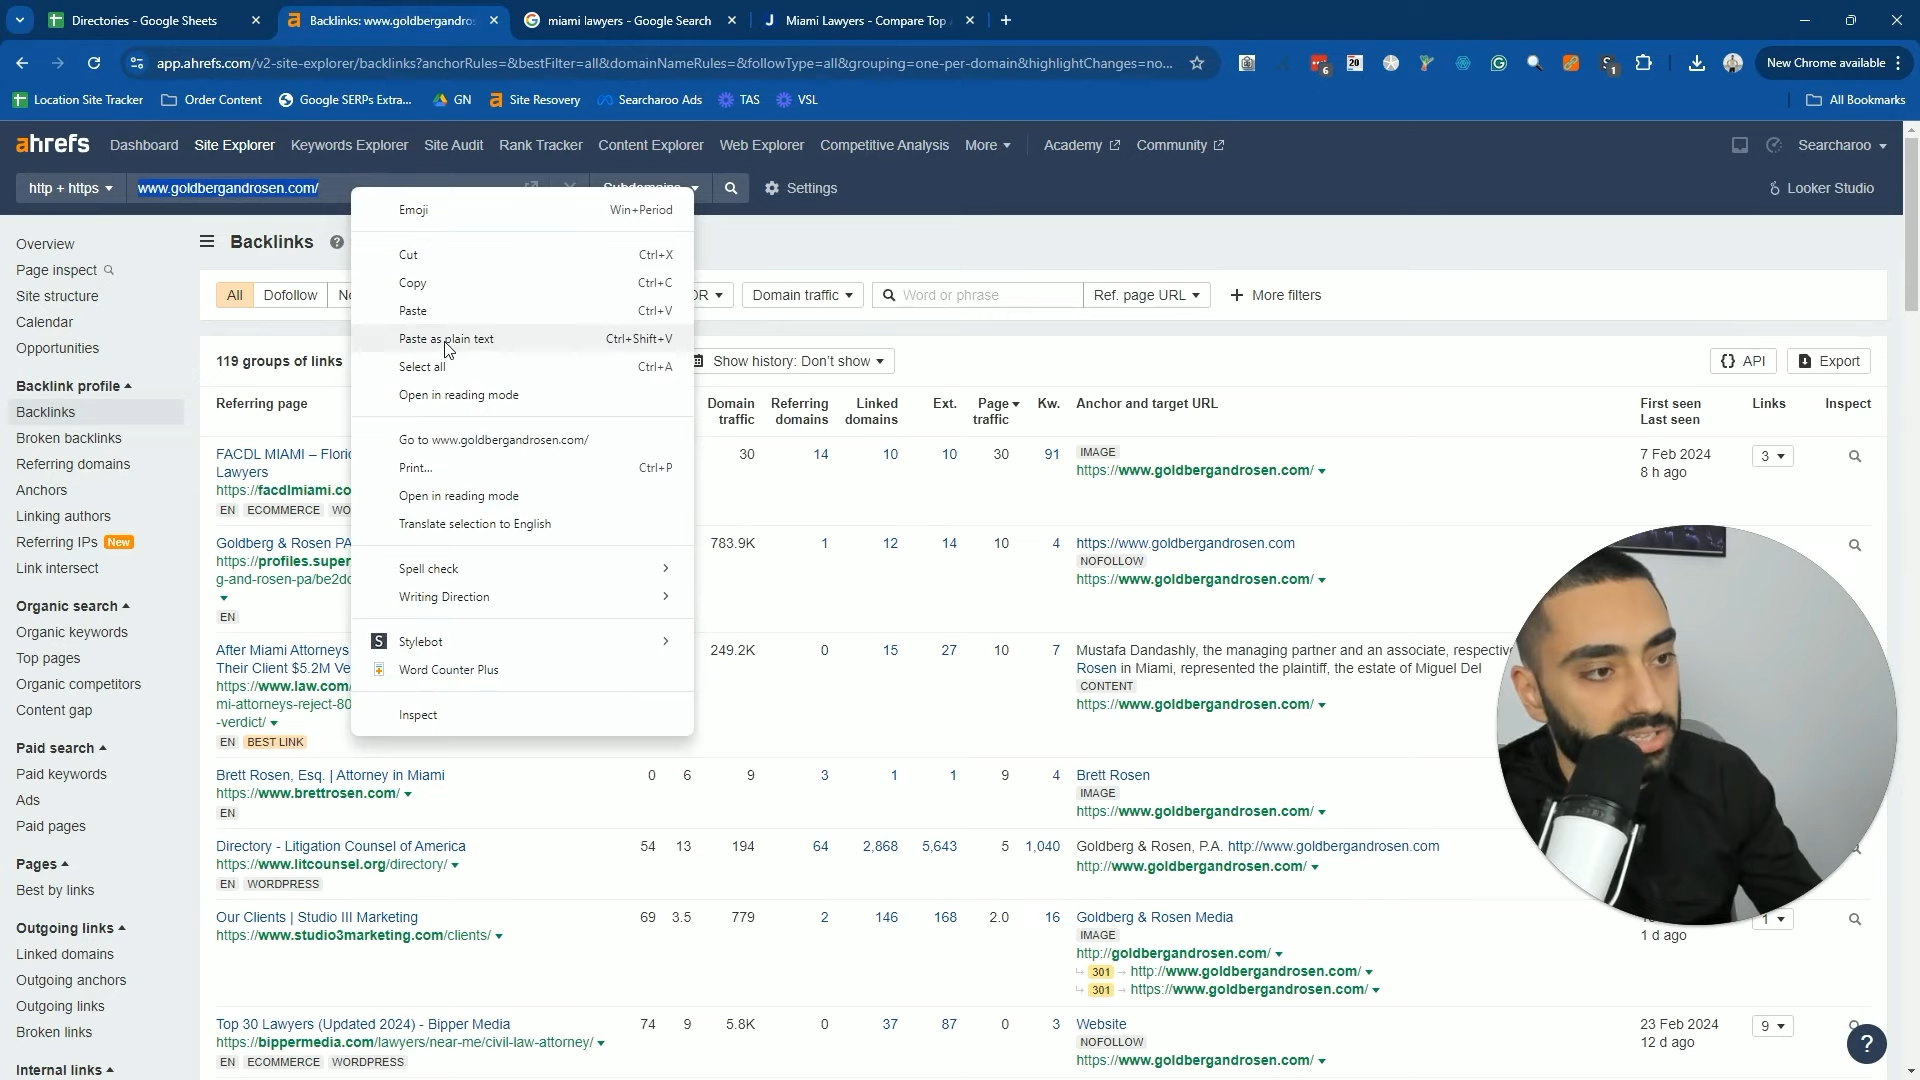 Directories - Google Sheets
Backlinks: www.goldbergandros
miami lawyers - Google Search
Miami Lawyers - Compare Top
app.ahrefs.com/v2-site-explorer/backlinks?anchorRules=&bestFilter=all&domainNameRules=&followType=all&grouping=one-per-domain&highlightChanges=no...
6
20
1
New Chrome available
Location Site Tracker
Order Content
Google SERPs Extra...
GN
Site Recovery
Searcharoo Ads
TAS
VSL
All Bookmarks
ahrefs
Dashboard
Site Explorer
Keywords Explorer
Site Audit
Rank Tracker
Content Explorer
Web Explorer
Competitive Analysis
More
Academy
Community
Searcharoo
http + https
www.goldbergandrosen.com/
Subdomains
Settings
Looker Studio
Overview
Page inspect
Site structure
Calendar
Opportunities
Backlink profile
Backlinks
Broken backlinks
Referring domains
Anchors
Linking authors
Referring IPs New
Link intersect
Organic search
Organic keywords
Top pages
Organic competitors
Content gap
Paid search
Paid keywords
Ads
Paid pages
Pages
Best by links
Outgoing links
Linked domains
Outgoing anchors
Outgoing links
Broken links
Internal links
Backlinks ?
All
Dofollow
No
DR
Domain traffic
Word or phrase
Ref. page URL
More filters
119 groups of links
Show history: Don't show
API
Export
Emoji Win+Period
Cut Ctrl+X
Copy Ctrl+C
Paste Ctrl+V
Paste as plain text Ctrl+Shift+V
Select all Ctrl+A
Open in reading mode
Go to www.goldbergandrosen.com/
Print... Ctrl+P
Open in reading mode
Translate selection to English
Spell check
Writing Direction
S Stylebot
Word Counter Plus
Inspect
Referring page
Domain traffic
Referring domains
Linked domains
Ext.
Page traffic
Kw.
Anchor and target URL
First seen
Last seen
Links
Inspect
FACDL MIAMI – Flori
Lawyers
https://facdlmiami.co
EN ECOMMERCE WO
30 14 10 10 30 91
IMAGE
https://www.goldbergandrosen.com/
7 Feb 2024
8 h ago
3
Goldberg & Rosen PA
https://profiles.super
g-and-rosen-pa/be2d
EN
783.9K 1 12 14 10 4
https://www.goldbergandrosen.com
NOFOLLOW
https://www.goldbergandrosen.com/
After Miami Attorneys
Their Client $5.2M Ve
https://www.law.com/
mi-attorneys-reject-80
-verdict/
EN BEST LINK
249.2K 0 15 27 10 7
Mustafa Dandashly, the managing partner and an associate, respectiv
Rosen in Miami, represented the plaintiff, the estate of Miguel Del
CONTENT
https://www.goldbergandrosen.com/
Brett Rosen, Esq. | Attorney in Miami
https://www.brettrosen.com/
EN
0 6 9 3 1 1 9 4
Brett Rosen
IMAGE
https://www.goldbergandrosen.com/
Directory - Litigation Counsel of America
https://www.litcounsel.org/directory/
EN WORDPRESS
54 13 194 64 2,868 5,643 5 1,040
Goldberg & Rosen, P.A. http://www.goldbergandrosen.com
http://www.goldbergandrosen.com/
Our Clients | Studio III Marketing
https://www.studio3marketing.com/clients/
69 3.5 779 2 146 168 2.0 16
Goldberg & Rosen Media
IMAGE
http://goldbergandrosen.com/
301 http://www.goldbergandrosen.com/
301 https://www.goldbergandrosen.com/
1 d ago
1
Top 30 Lawyers (Updated 2024) - Bipper Media
https://bippermedia.com/lawyers/near-me/civil-law-attorney/
EN ECOMMERCE WORDPRESS
74 9 5.8K 0 37 87 0 3
Website
NOFOLLOW
https://www.goldbergandrosen.com/
23 Feb 2024
12 d ago
9
?